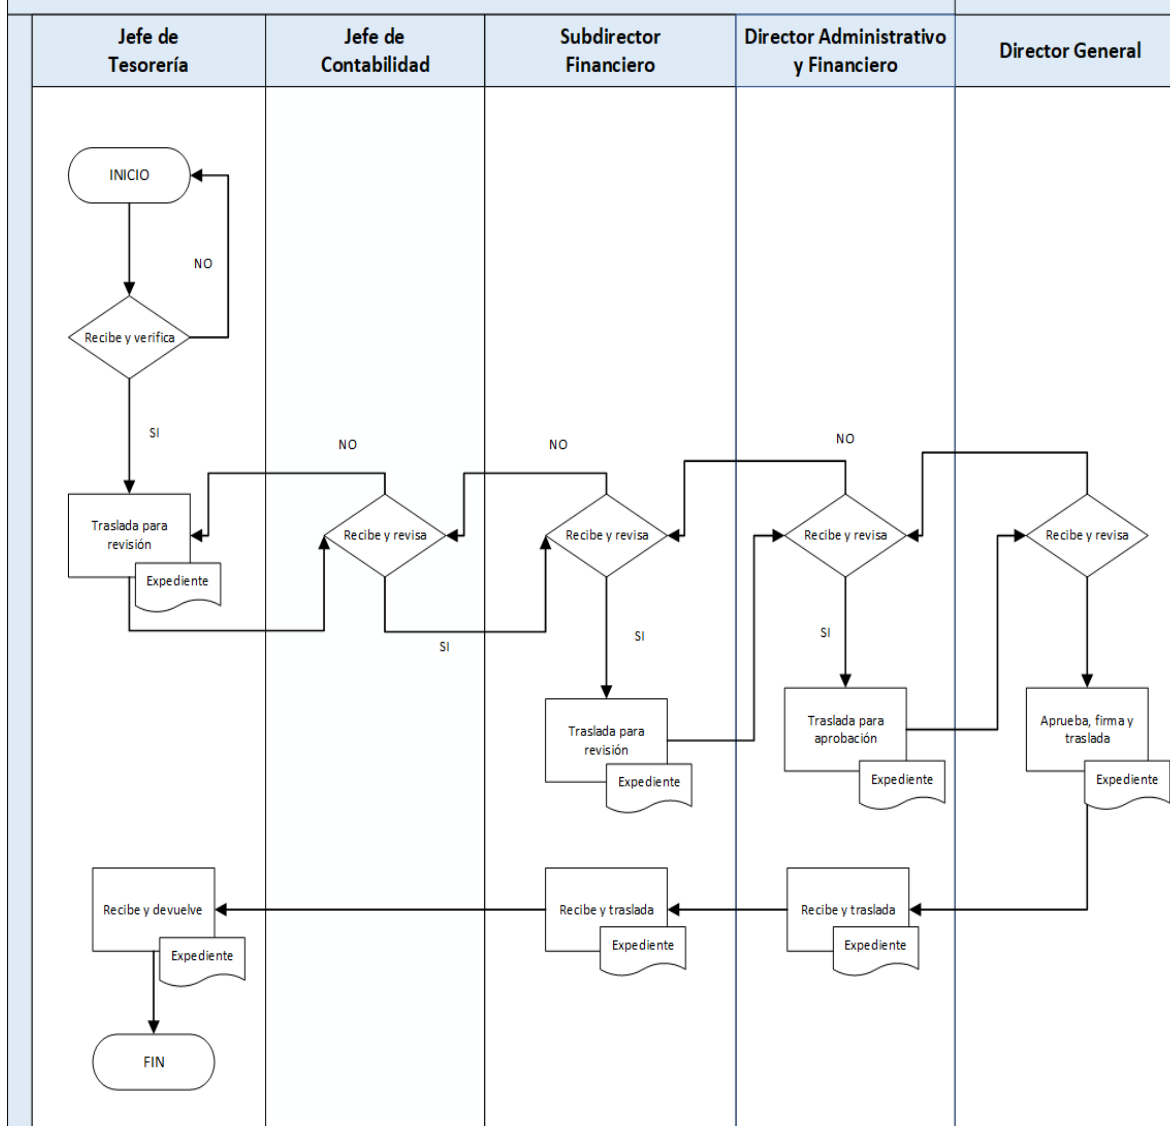 Jefe de
Tesorería
Jefe de
Contabilidad
Subdirector
Financiero
Director Administrativo
y Financiero
Director General
INICIO
NO
Recibe y verifica
SI
NO
NO
NO
Traslada para
revisión
Expediente
Recibe y revisa
Recibe y revisa
Recibe y revisa
Recibe y revisa
SI
SI
SI
Traslada para
revisión
Expediente
Traslada para
aprobación
Expediente
Aprueba, firma y
traslada
Expediente
Recibe y devuelve
Expediente
Recibe y traslada
Expediente
Recibe y traslada
Expediente
FIN